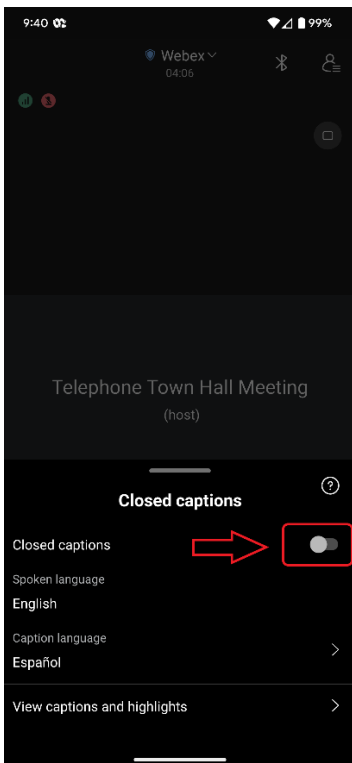 9:40 99%
Webex
04:06
Telephone Town Hall Meeting
(host)
Closed captions
Closed captions
Spoken language
English
Caption language
Español
View captions and highlights